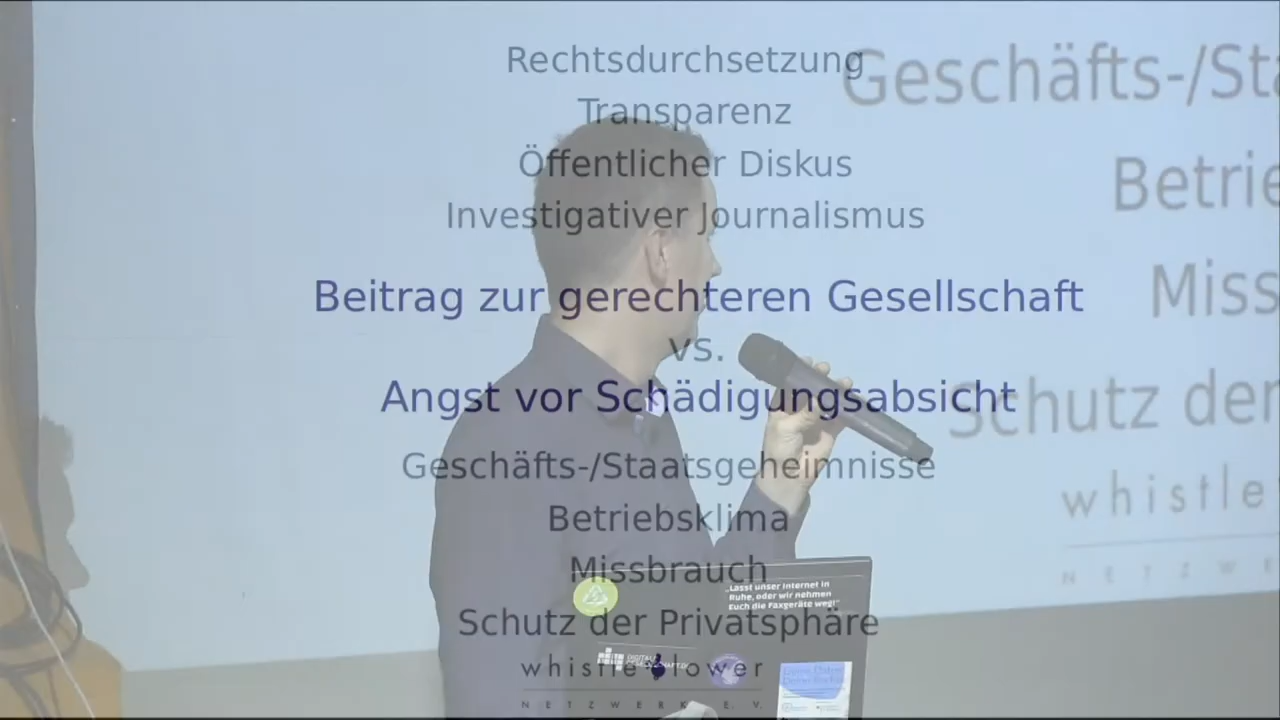 Rechtsdurchsetzung
Transparenz
Öffentlicher Diskus
Investigativer Journalismus
Beitrag zur gerechteren Gesellschaft
vs.
Angst vor Schädigungsabsicht
Geschäfts-/Staatsgeheimnisse
Betriebsklima
Missbrauch
Schutz der Privatsphäre
whistleblower
NETZWERK E.V.
Geschäfts-/Sta
Betrie
Miss
Schutz der
whistle
NETZWE
„Lasst unser Internet in
Ruhe, oder wir nehmen
Euch die Faxgeräte weg!“
DIGITALE
GESELLSCHAFT